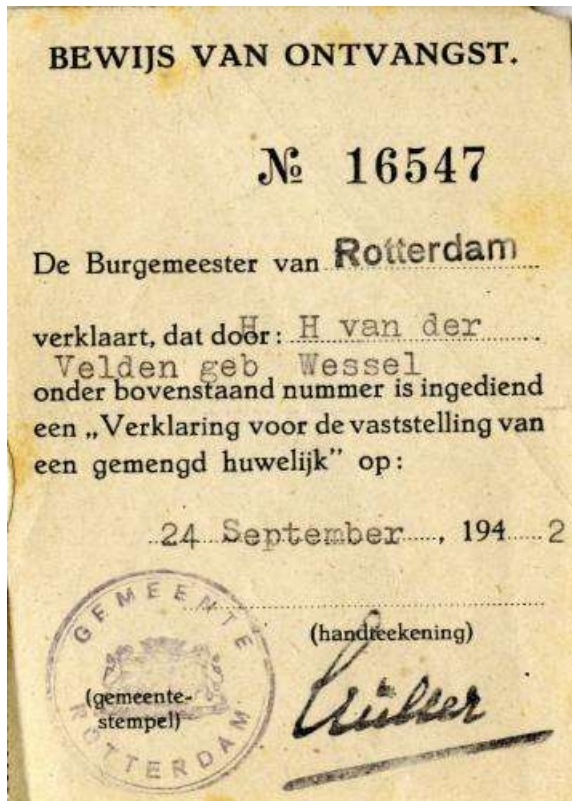 BEWIJS VAN ONTVANGST.
№ 16547
De Burgemeester van Rotterdam
verklaart, dat door: H H van der
Velden geb Wessel
onder bovenstaand nummer is ingediend
een „Verklaring voor de vaststelling van
een gemengd huwelijk” op:
24 September, 1942
(handteekening)
GEMEENTE ROTTERDAM
(gemeente-
stempel)